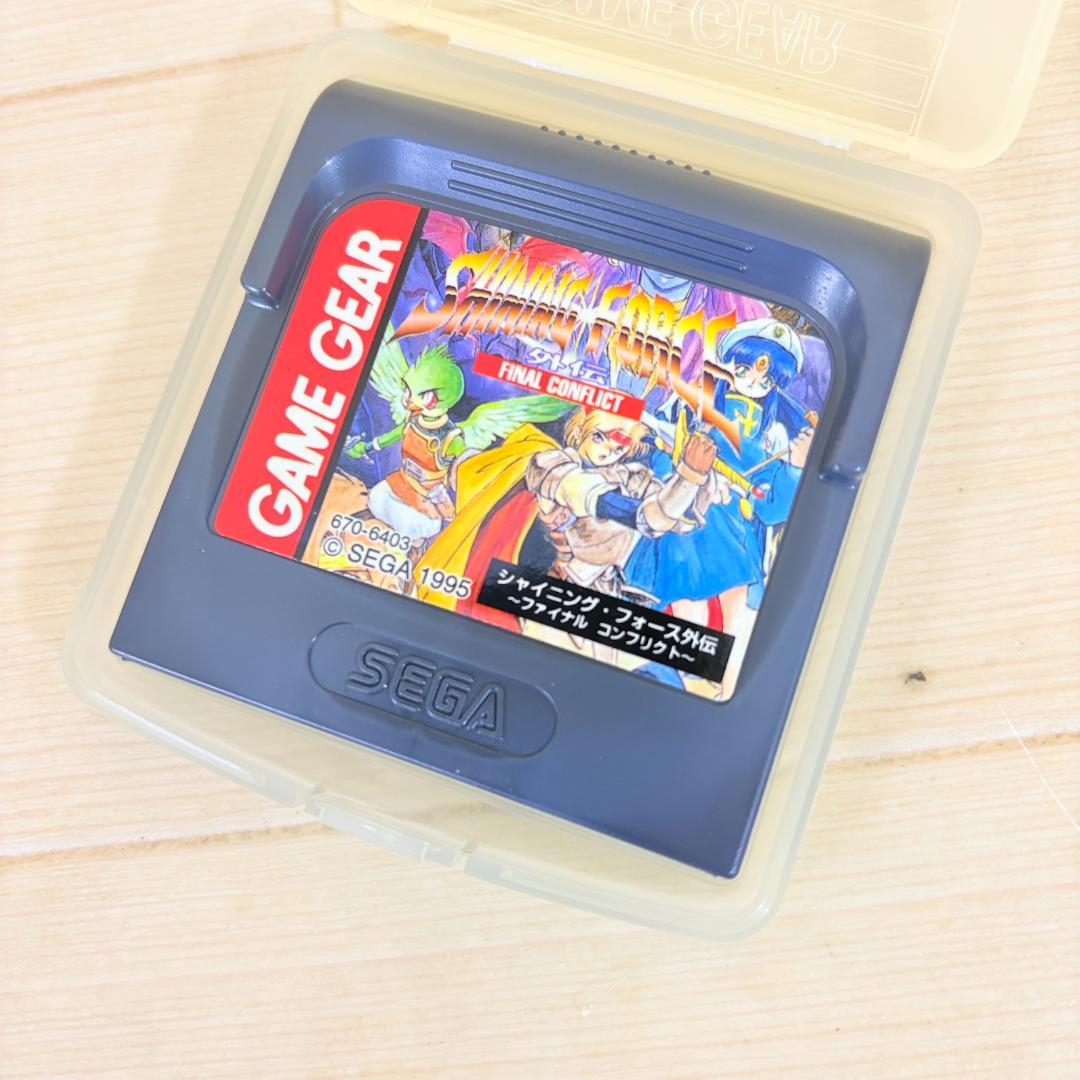 GAME GEAR
GAME GEAR
SHINING FORCE
外伝
FINAL CONFLICT
670-6403
© SEGA 1995
シャイニング・フォース外伝
～ファイナル コンフリクト～
SEGA